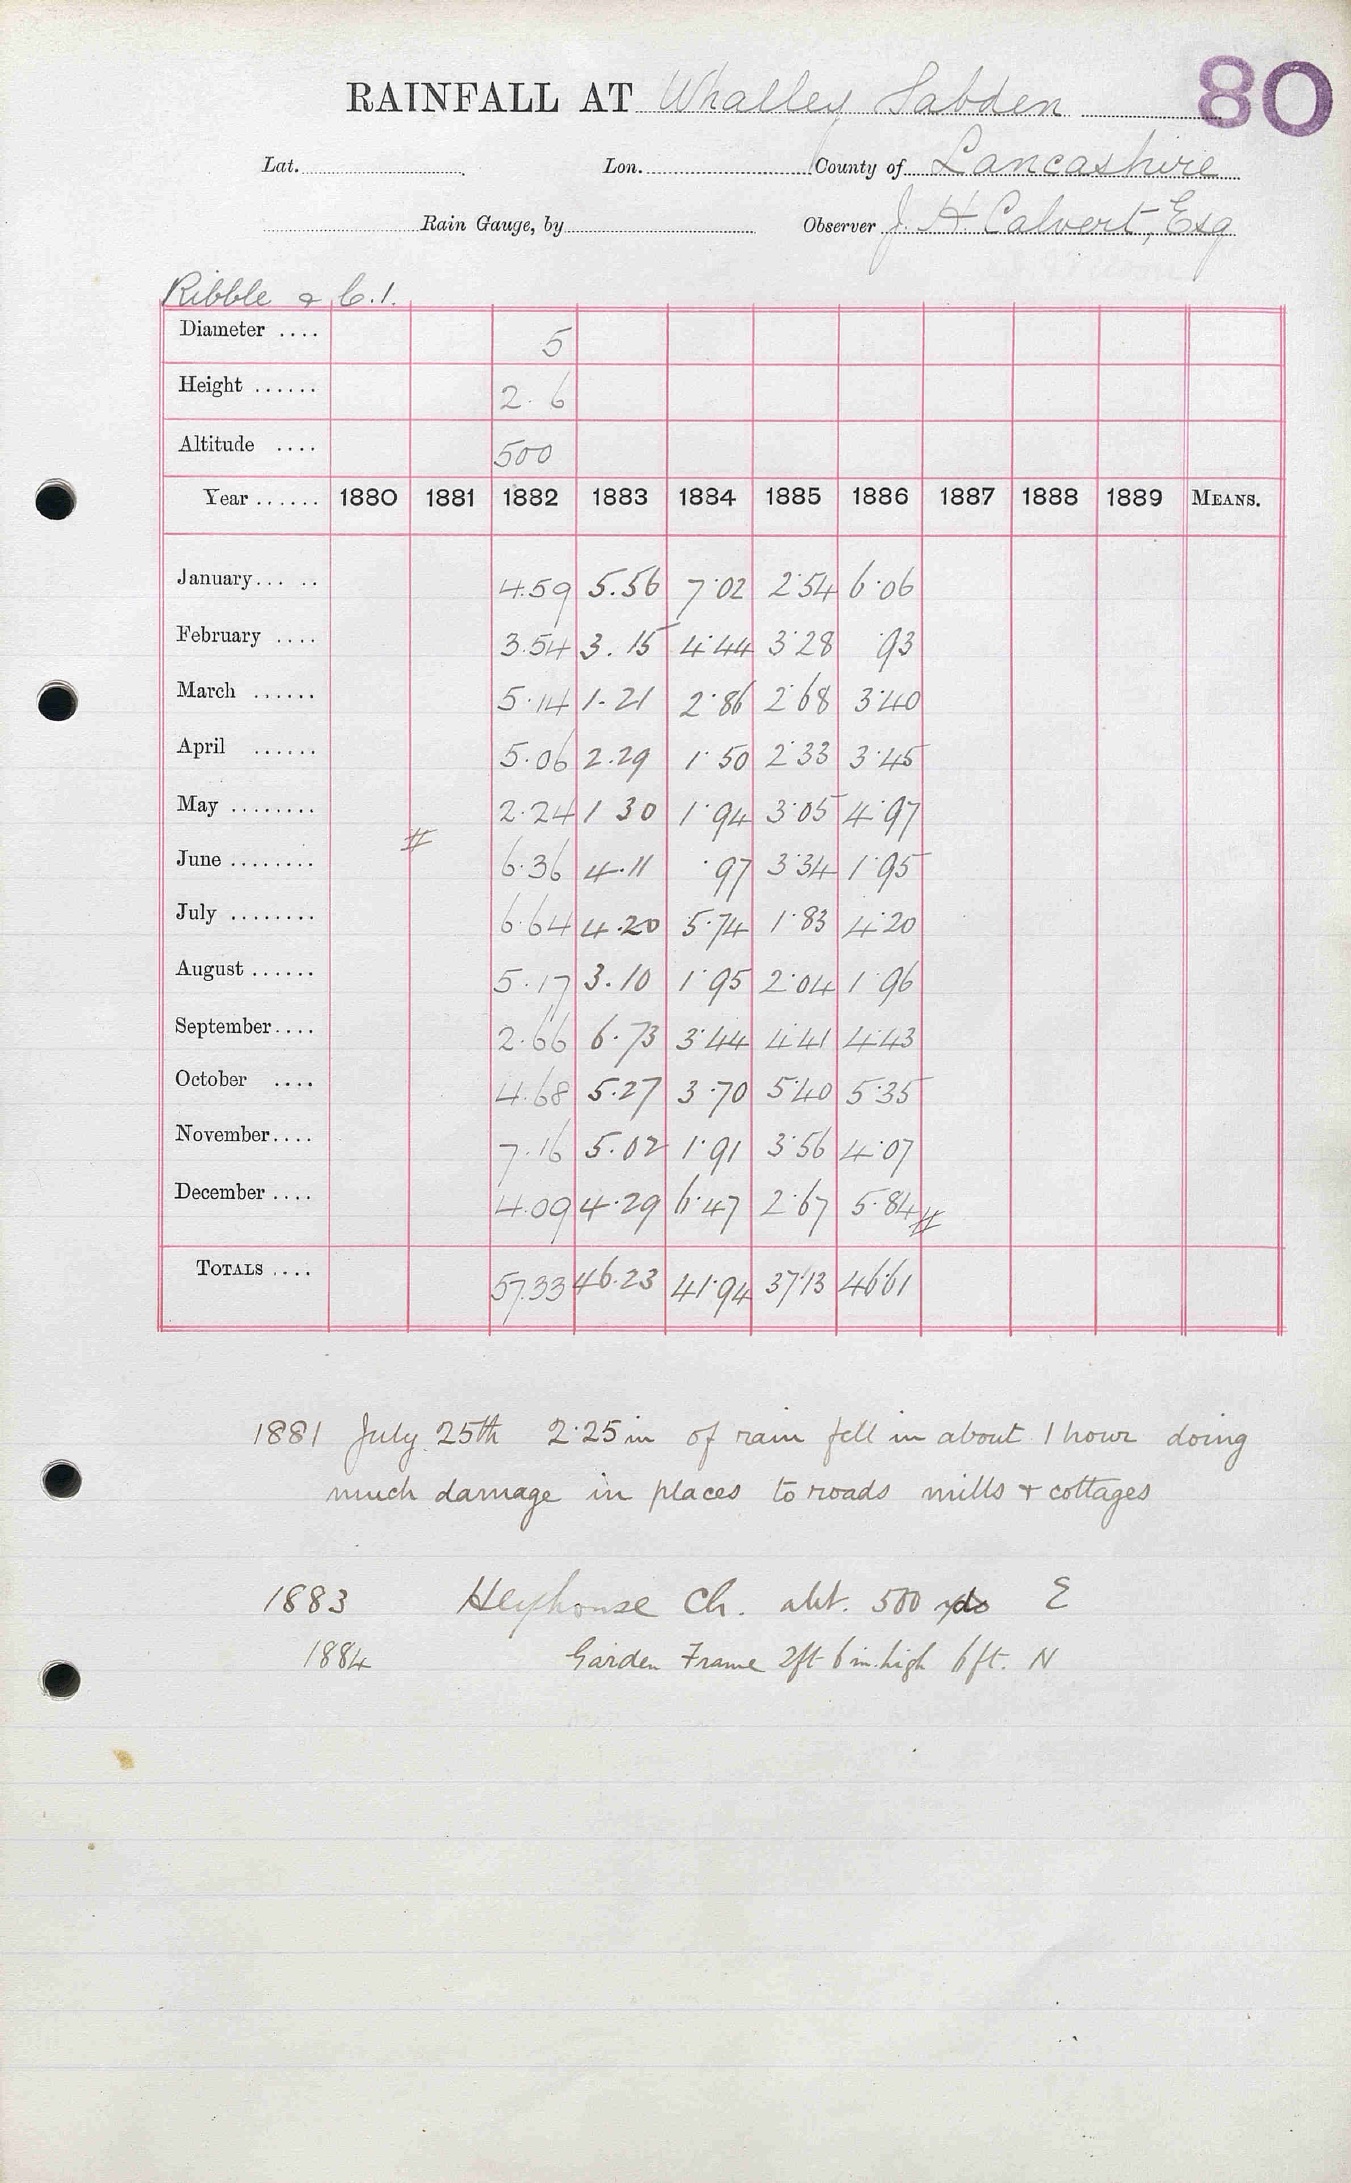 80
RAINFALL AT Whalley Sabden
Lat. Lon. County of Lancashire
Rain Gauge, by Observer J. H. Calvert, Esq
Ribble & C.1.
Diameter .... 5
Height ...... 2. 6
Altitude .... 500
Year ...... 1880 1881 1882 1883 1884 1885 1886 1887 1888 1889 MEANS.
January... .. 4.59 5.56 7.02 2.54 6.06
February .... 3.54 3.15 4.44 3.28 .93
March ...... 5.14 1.21 2.86 2.68 3.40
April ...... 5.06 2.29 1.50 2.33 3.45
May ........ 2.24 1 30 1.94 3.05 4.97
#
June ........ 6.36 4.11 .97 3.34 1.95
July ........ 6.64 4.20 5.74 1.83 4.20
August ...... 5.17 3.10 1.95 2.04 1.96
September.... 2.66 6.73 3.44 4.41 4.43
October .... 4.68 5.27 3.70 5.40 5.35
November.... 7.16 5.02 1.91 3.56 4.07
December .... 4.09 4.29 6.47 2.67 5.84 #
TOTALS .... 57.33 46.23 41.94 37.13 46.61
1881 July 25th 2.25 in of rain fell in about 1 hour doing
much damage in places to roads mills & cottages
1883 Heyhouse Ch. abt. 500 yds E
1884 Garden Frame 2ft 6 in. high 6 ft. N